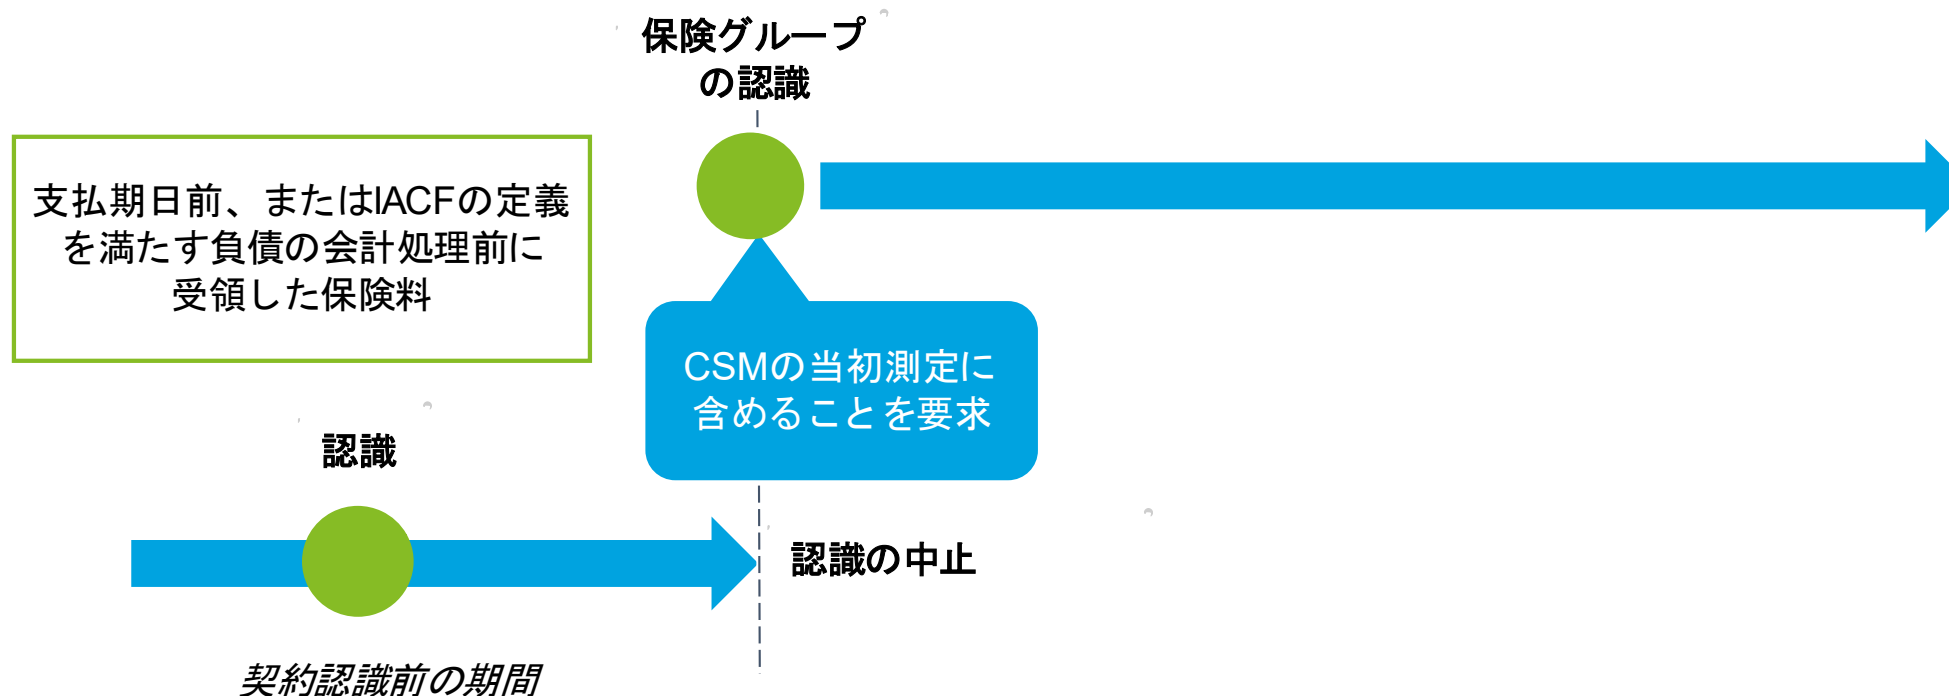 保険グループ
の認識
支払期日前、またはIACFの定義
を満たす負債の会計処理前に
受領した保険料
CSMの当初測定に
含めることを要求
認識
認識の中止
契約認識前の期間